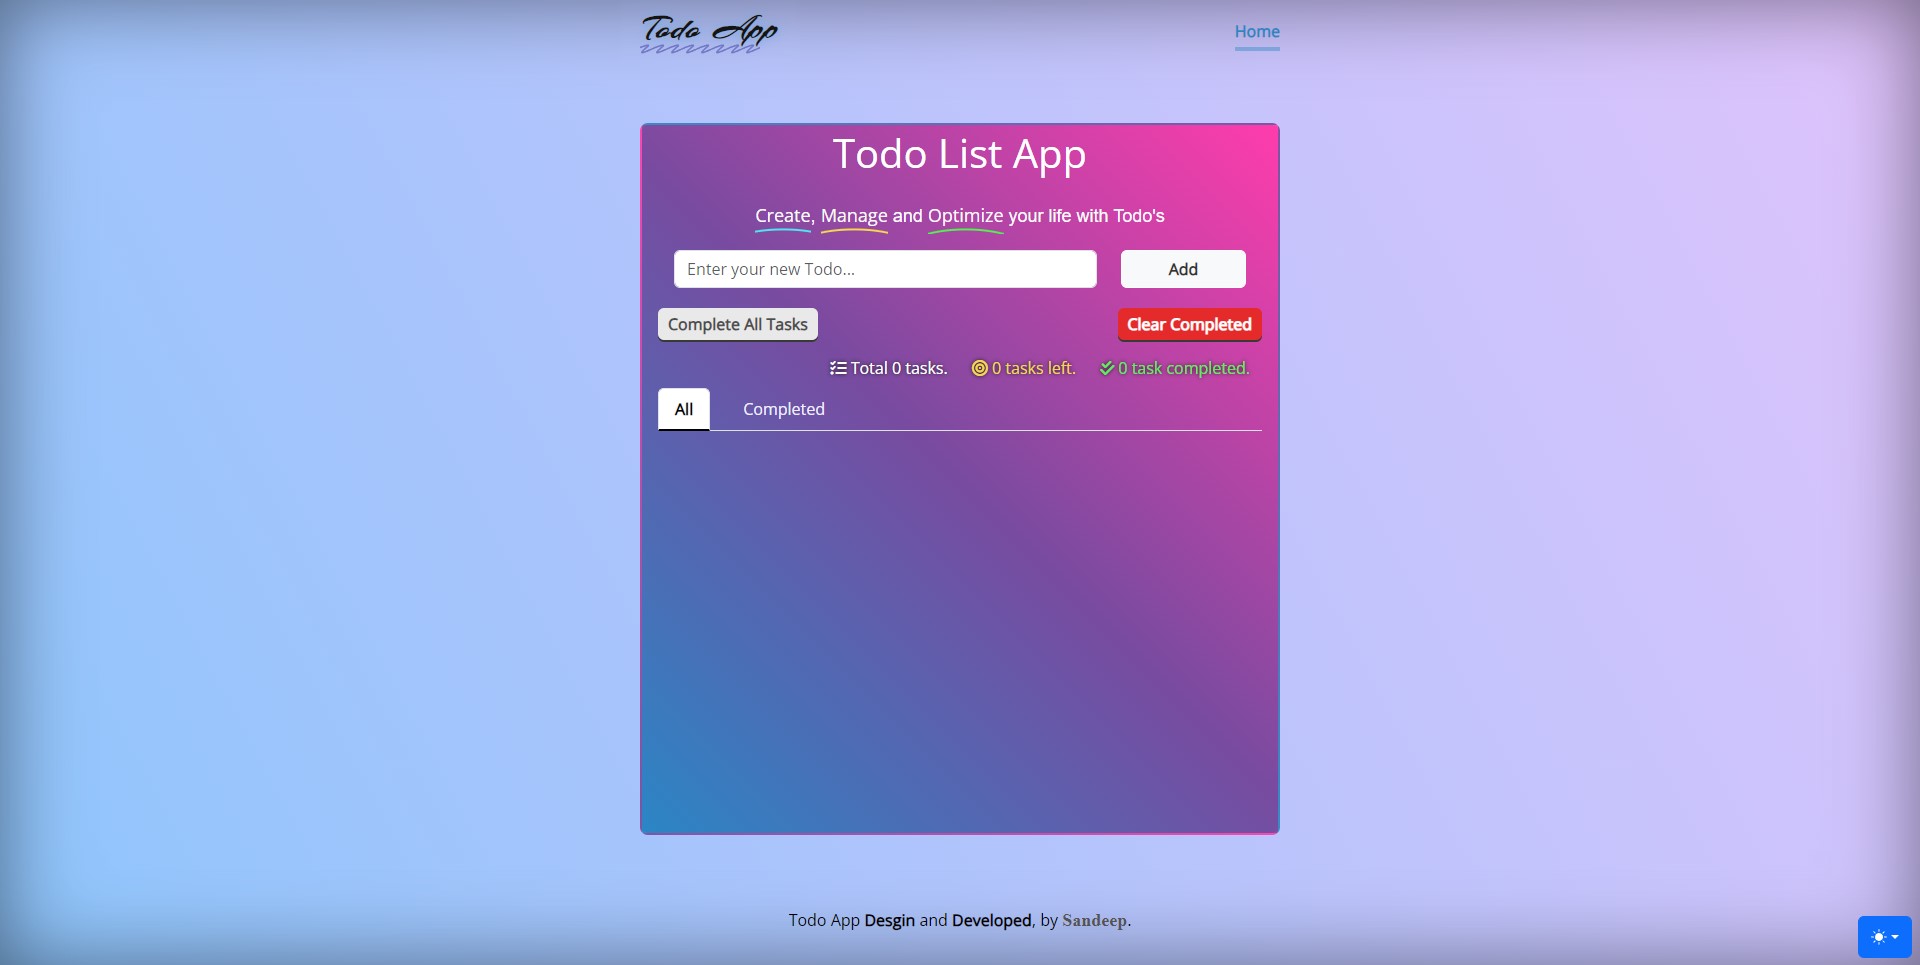 Todo App
Home
Todo List App
Create, Manage and Optimize your life with Todo's
Enter your new Todo...
Add
Complete All Tasks
Clear Completed
Total 0 tasks. 0 tasks left. 0 task completed.
All
Completed
Todo App Desgin and Developed, by Sandeep.